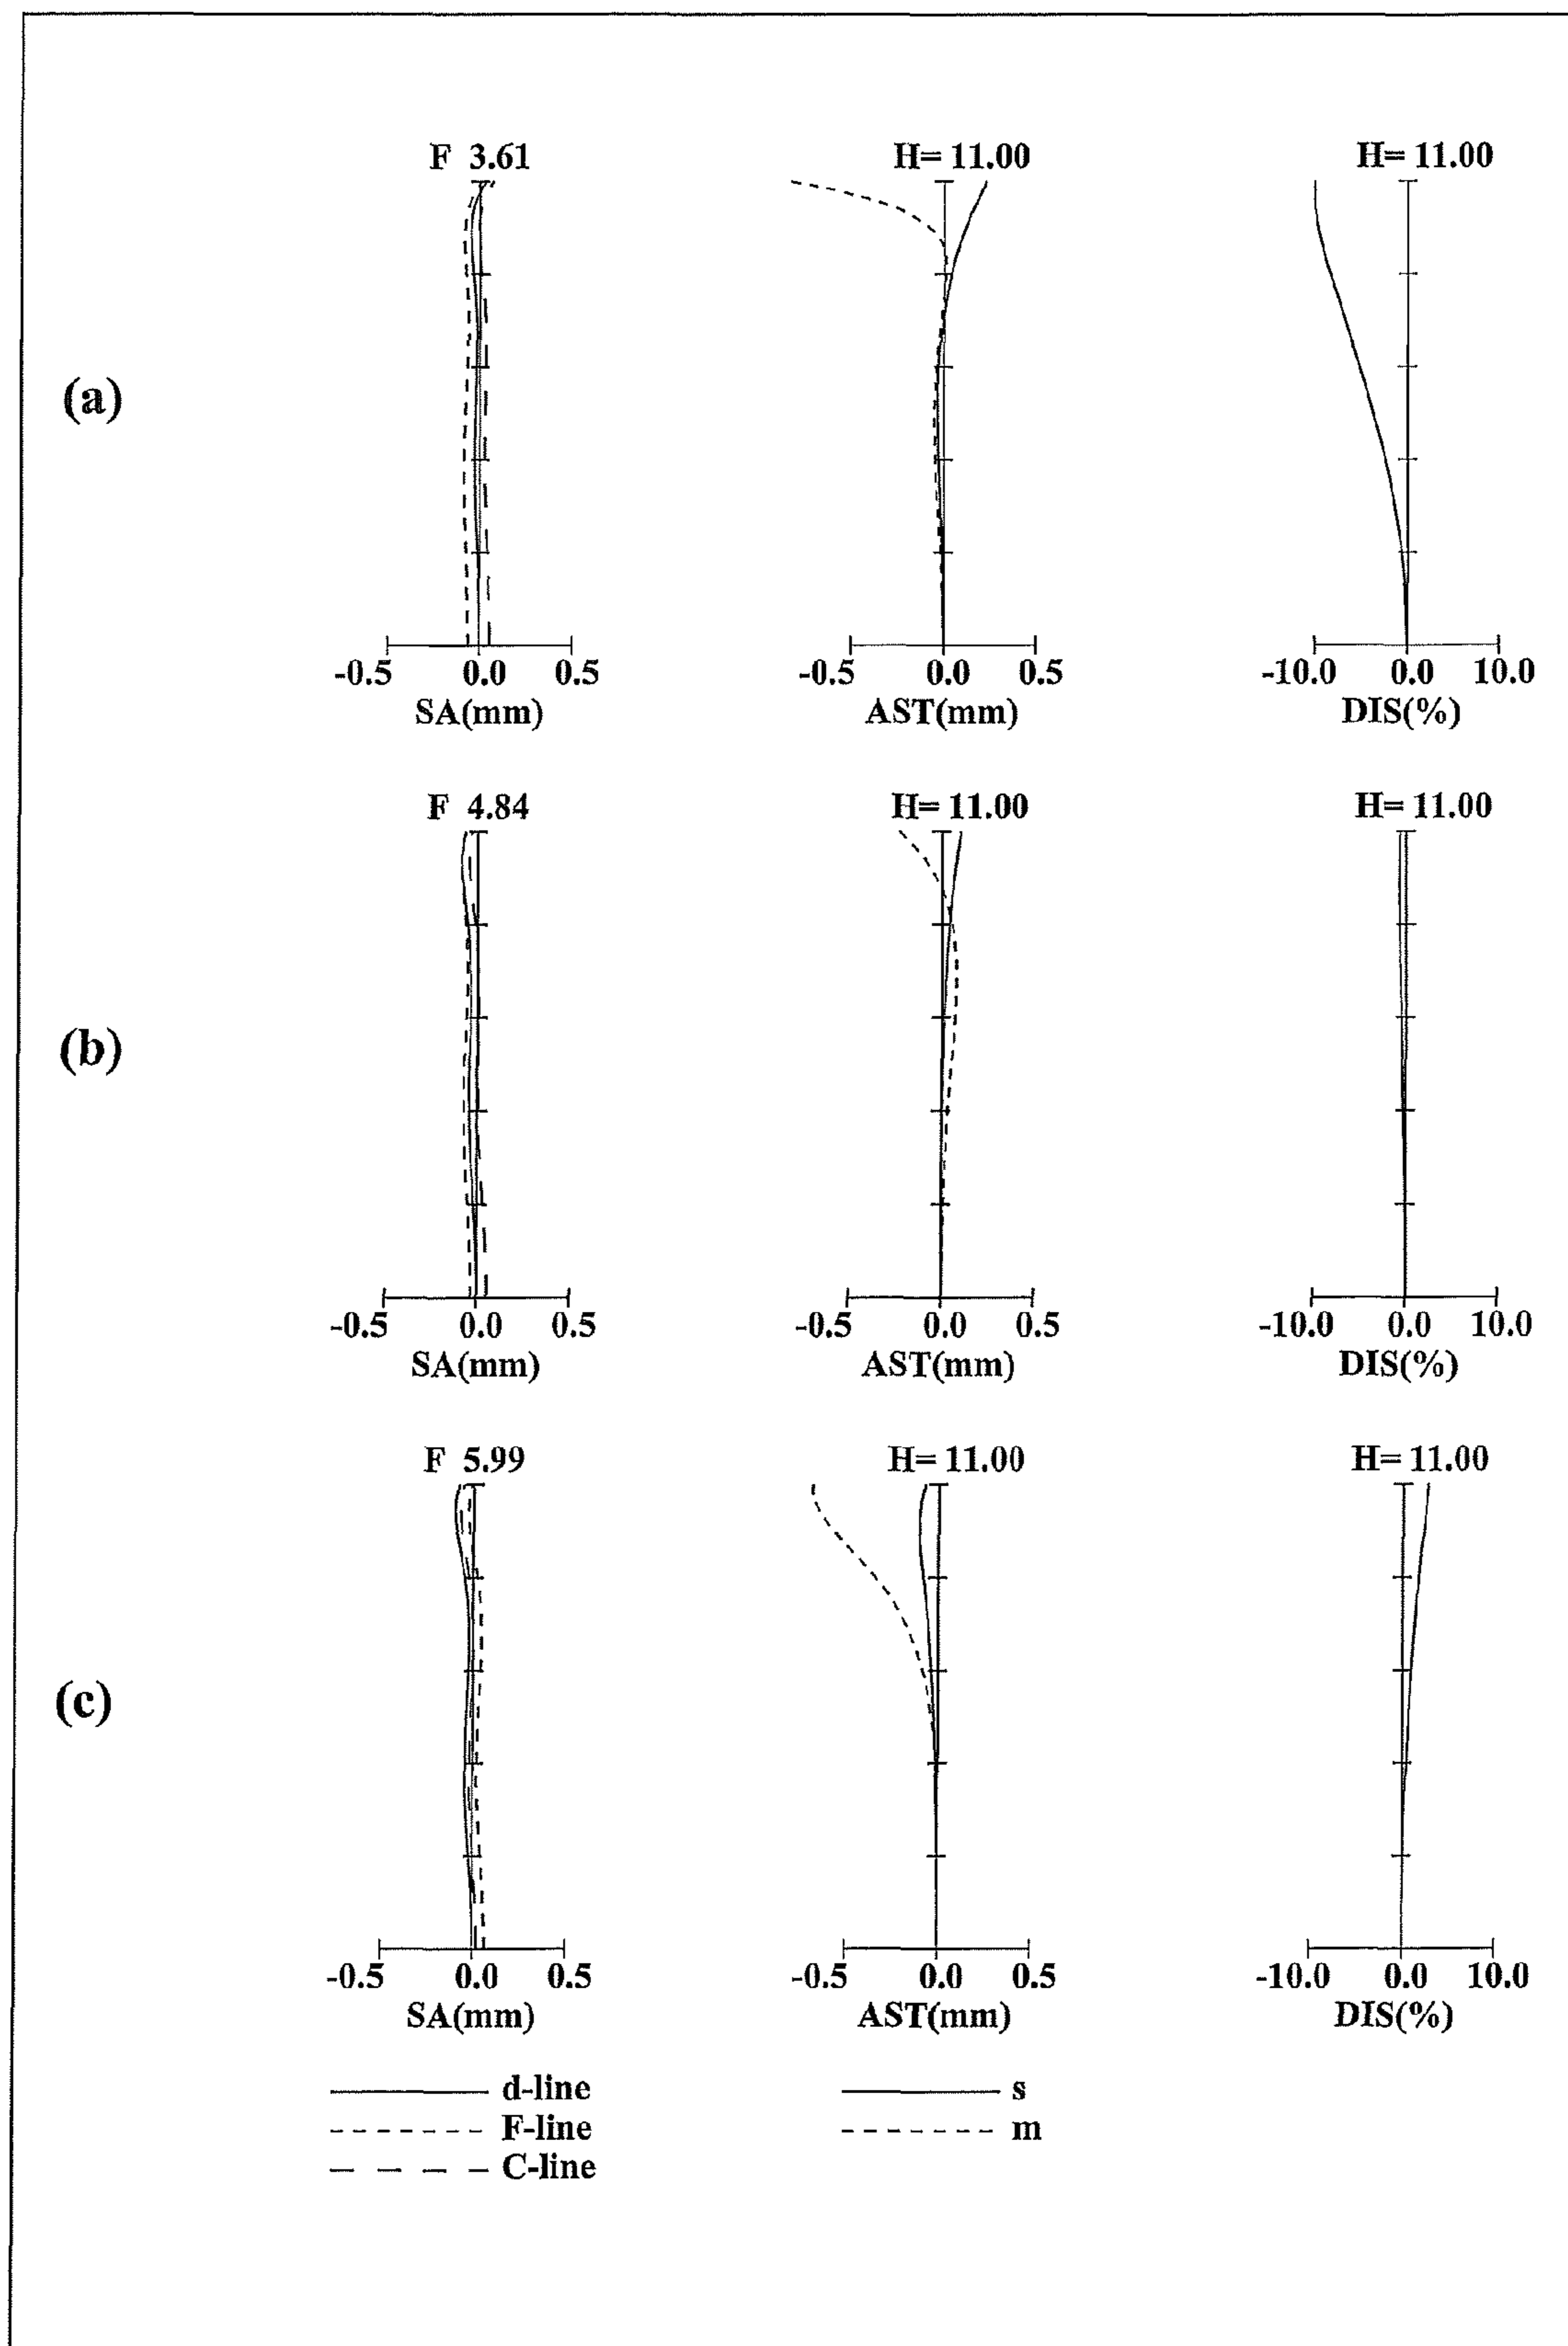 F 3.61 H= 11.00 H= 11.00
(a)
-0.5 0.0 0.5 -0.5 0.0 0.5 -10.0 0.0 10.0
SA(mm) AST(mm) DIS(%)
F 4.84 H= 11.00 H= 11.00
(b)
-0.5 0.0 0.5 -0.5 0.0 0.5 -10.0 0.0 10.0
SA(mm) AST(mm) DIS(%)
F 5.99 H= 11.00 H= 11.00
(c)
-0.5 0.0 0.5 -0.5 0.0 0.5 -10.0 0.0 10.0
SA(mm) AST(mm) DIS(%)
d-line s
F-line m
C-line